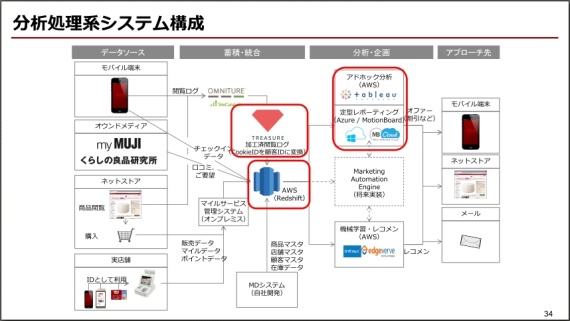 分析処理系システム構成
データソース
蓄積・統合
分析・企画
アプローチ先
モバイル端末
閲覧ログ
OMNITURE
TREASURE
加工済閲覧ログ
(CookieIDを顧客IDに変換)
アドホック分析
(AWS)
tableau
定型レポーティング
(Azure / MotionBoard)
MB Cloud
オファー
(割引など)
モバイル端末
オウンドメディア
my MUJI
くらしの良品研究所
チェックイン
データ
口コミ、
ご要望
AWS
(Redshift)
Marketing
Automation
Engine
(将来実装)
ネットストア
ネットストア
商品閲覧
購入
マイルサービス
管理システム
(オンプレミス)
機械学習・レコメン
(AWS)
Infosys
edgeverve
レコメン
メール
実店舗
IDとして利用
販売データ
マイルデータ
ポイントデータ
商品マスタ
店舗マスタ
顧客マスタ
在庫データ
MDシステム
(自社開発)
34